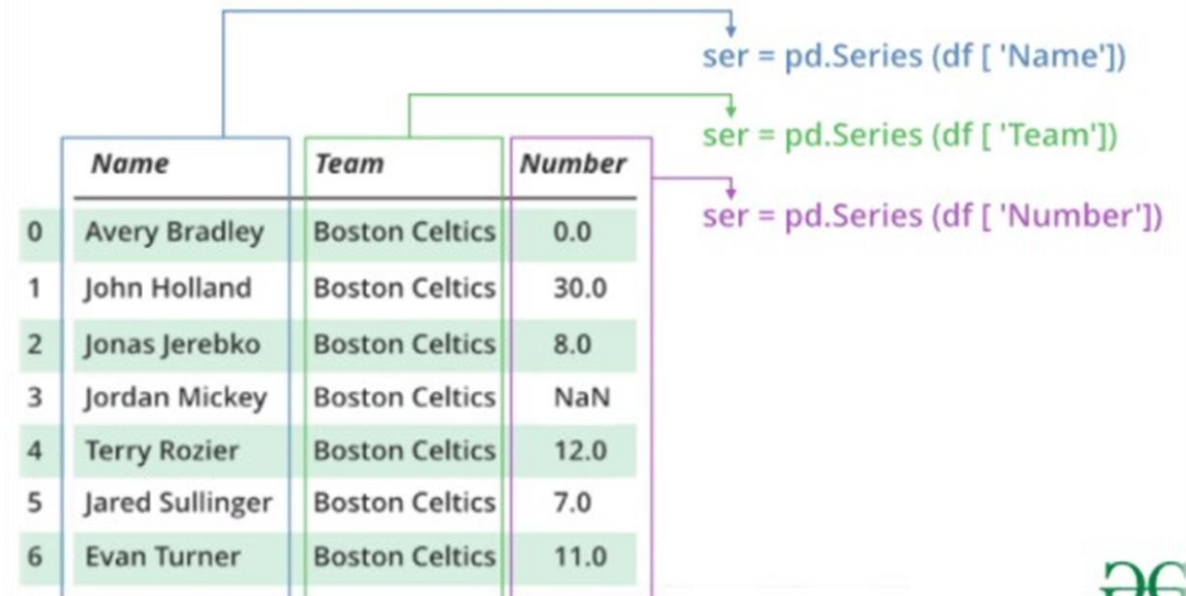 ser = pd.Series (df [ 'Name'])
ser = pd.Series (df [ 'Team'])
ser = pd.Series (df [ 'Number'])
Name Team Number
0 Avery Bradley Boston Celtics 0.0
1 John Holland Boston Celtics 30.0
2 Jonas Jerebko Boston Celtics 8.0
3 Jordan Mickey Boston Celtics NaN
4 Terry Rozier Boston Celtics 12.0
5 Jared Sullinger Boston Celtics 7.0
6 Evan Turner Boston Celtics 11.0